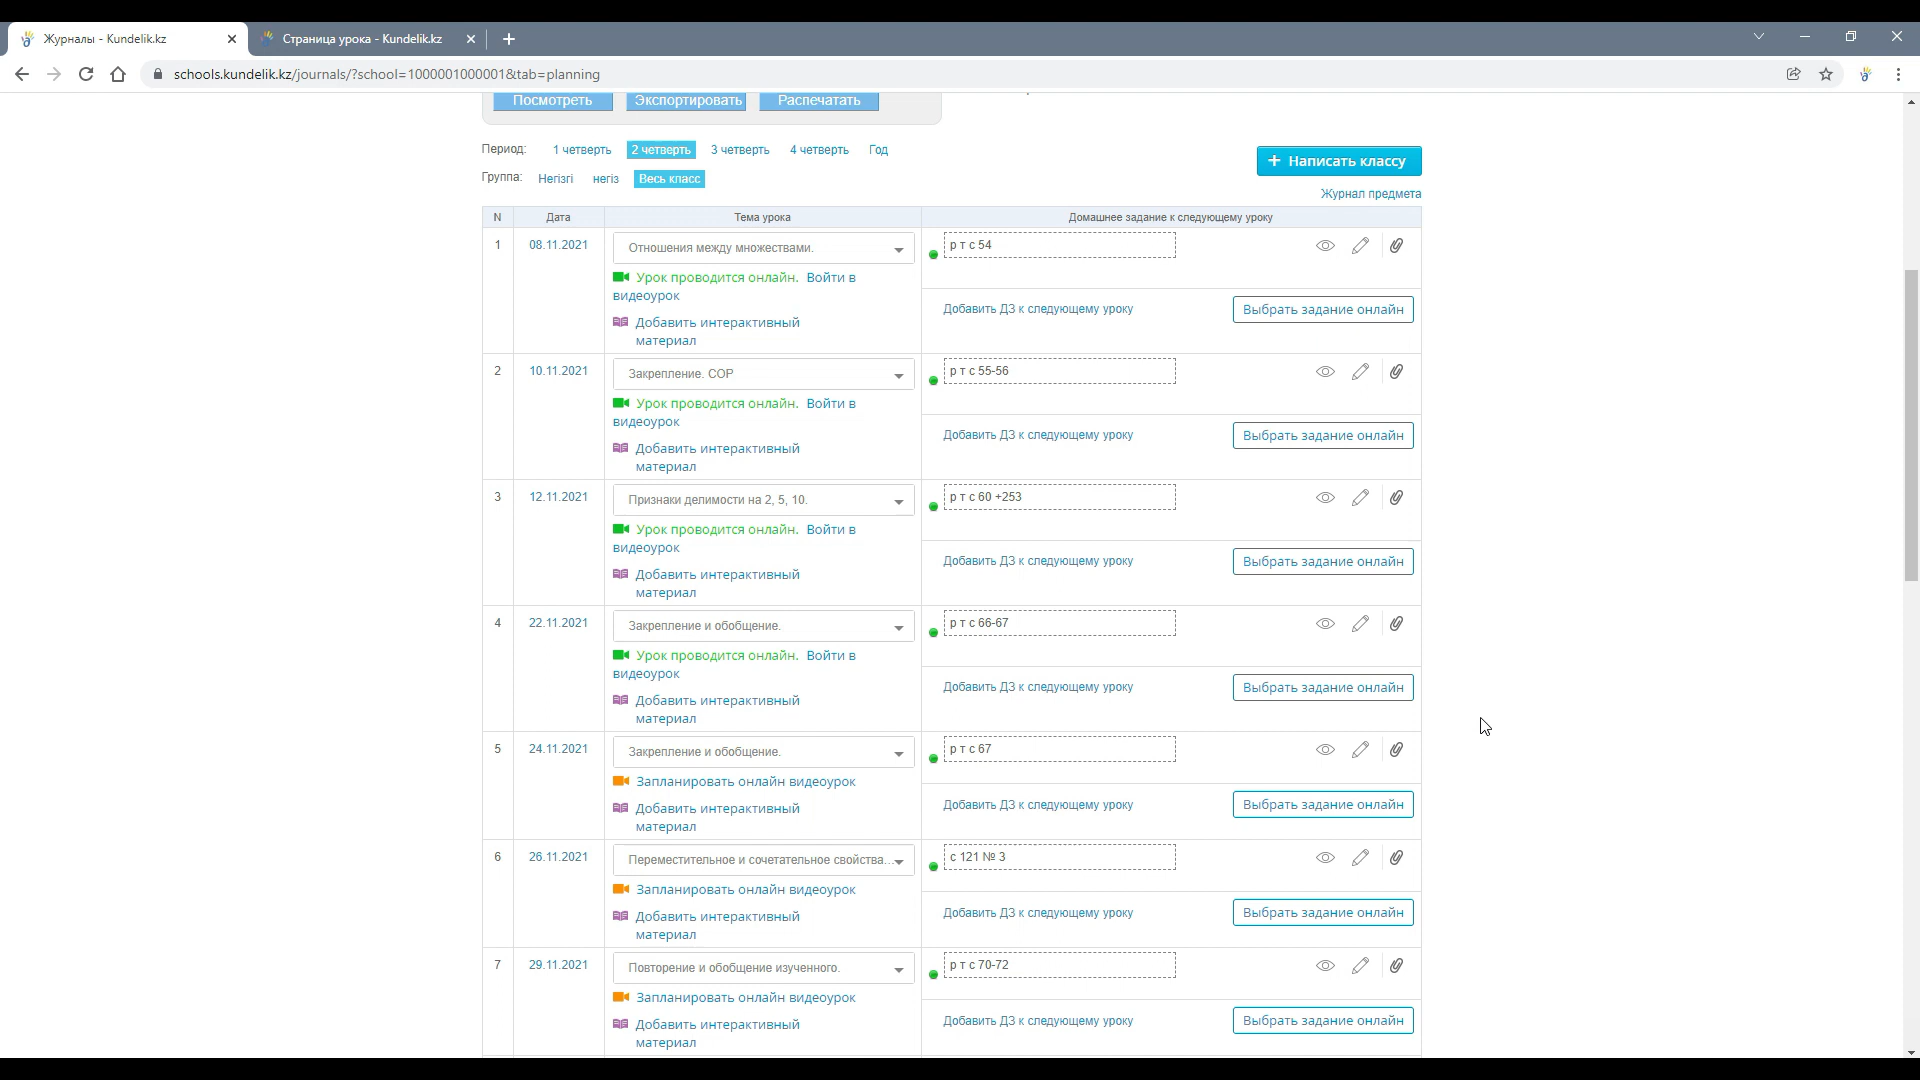 Журналы - Kundelik.kz
Страница урока - Kundelik.kz
schools.kundelik.kz/journals/?school=1000001000001&tab=planning
Посмотреть Экспортировать Распечатать
Период: 1 четверть 2 четверть 3 четверть 4 четверть Год
Группа: Негізгі негіз Весь класс
+ Написать классу
Журнал предмета
N Дата Тема урока Домашнее задание к следующему уроку
1 08.11.2021 Отношения между множествами. р т с 54
Урок проводится онлайн. Войти в
видеоурок
Добавить ДЗ к следующему уроку Выбрать задание онлайн
Добавить интерактивный
материал
2 10.11.2021 Закрепление. СОР р т с 55-56
Урок проводится онлайн. Войти в
видеоурок
Добавить ДЗ к следующему уроку Выбрать задание онлайн
Добавить интерактивный
материал
3 12.11.2021 Признаки делимости на 2, 5, 10. р т с 60 +253
Урок проводится онлайн. Войти в
видеоурок
Добавить ДЗ к следующему уроку Выбрать задание онлайн
Добавить интерактивный
материал
4 22.11.2021 Закрепление и обобщение. р т с 66-67
Урок проводится онлайн. Войти в
видеоурок
Добавить ДЗ к следующему уроку Выбрать задание онлайн
Добавить интерактивный
материал
5 24.11.2021 Закрепление и обобщение. р т с 67
Запланировать онлайн видеоурок
Добавить ДЗ к следующему уроку Выбрать задание онлайн
Добавить интерактивный
материал
6 26.11.2021 Переместительное и сочетательное свойства... с 121 № 3
Запланировать онлайн видеоурок
Добавить ДЗ к следующему уроку Выбрать задание онлайн
Добавить интерактивный
материал
7 29.11.2021 Повторение и обобщение изученного. р т с 70-72
Запланировать онлайн видеоурок
Добавить ДЗ к следующему уроку Выбрать задание онлайн
Добавить интерактивный
материал